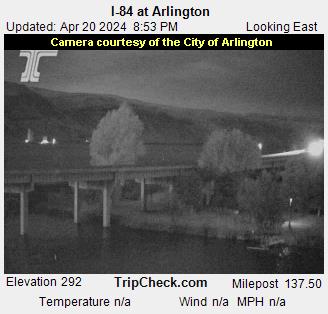 I-84 at Arlington
Updated: Apr 20 2024 8:53 PM Looking East
Camera courtesy of the City of Arlington
Elevation 292 TripCheck.com Milepost 137.50
Temperature n/a Wind n/a MPH n/a